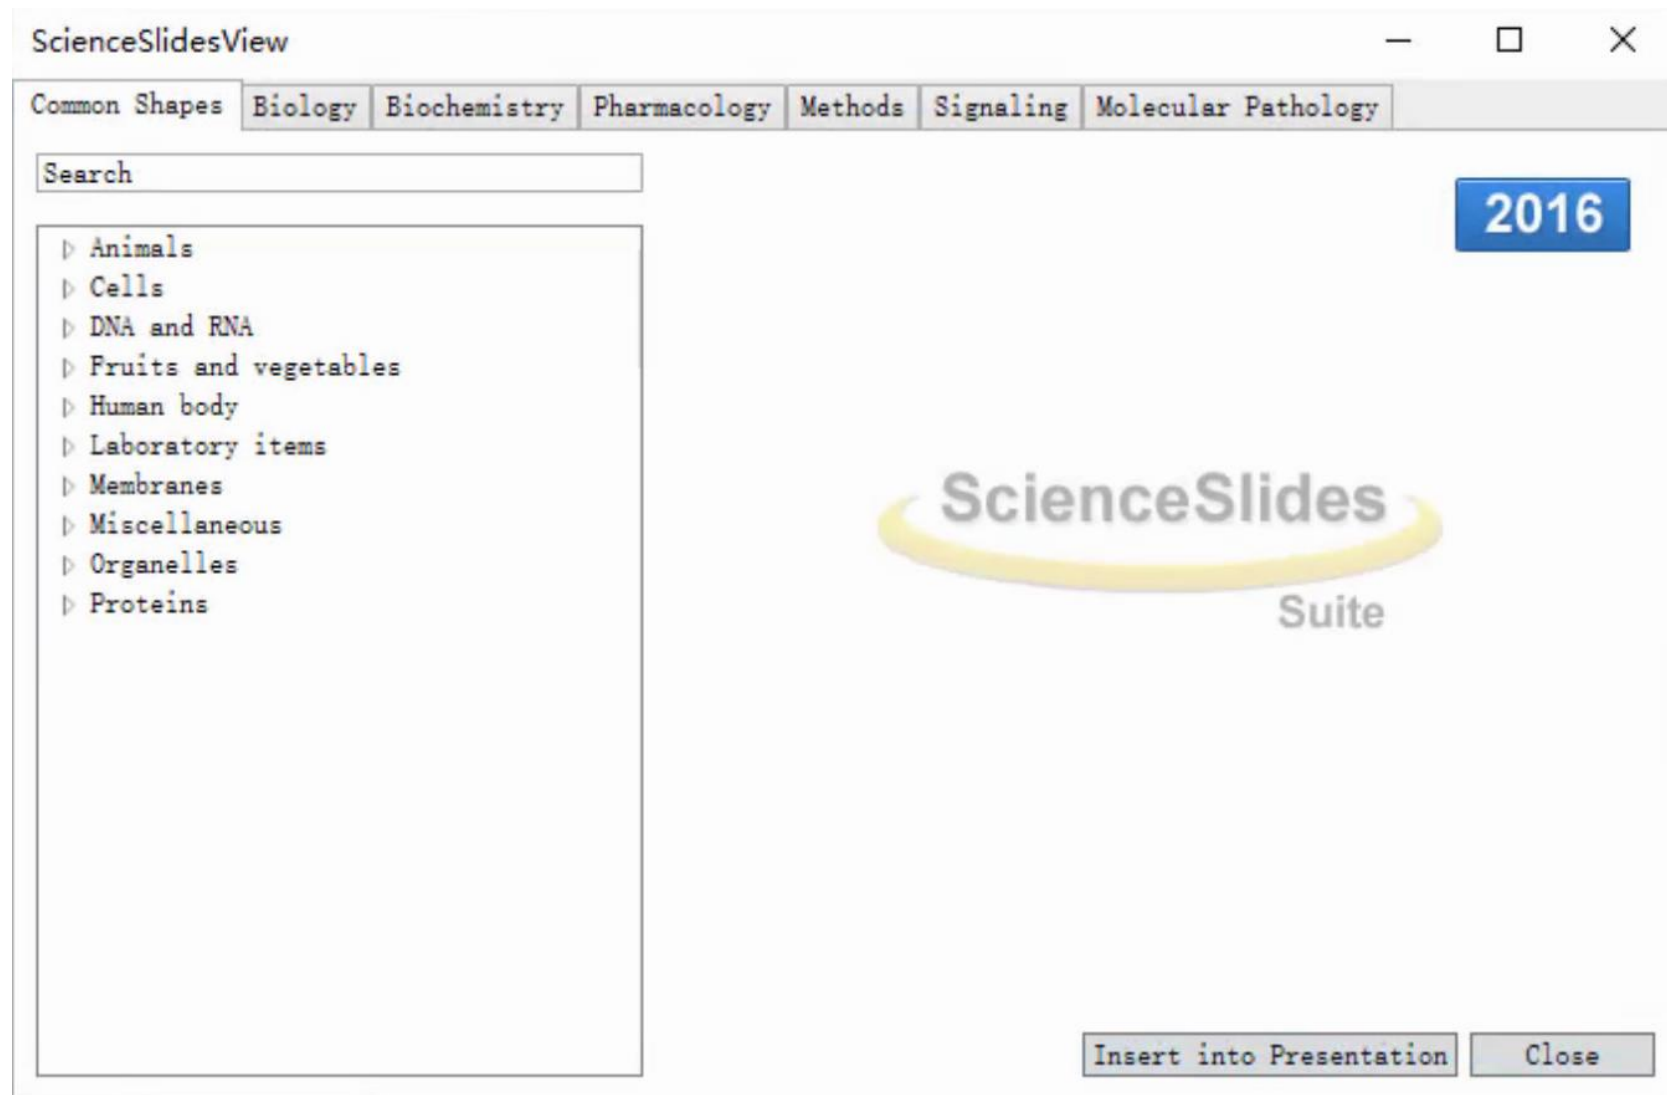 ScienceSlidesView
Common Shapes Biology Biochemistry Pharmacology Methods Signaling Molecular Pathology
Search
2016
Animals
Cells
DNA and RNA
Fruits and vegetables
Human body
Laboratory items
Membranes
Miscellaneous
Organelles
Proteins
ScienceSlides
Suite
Insert into Presentation Close